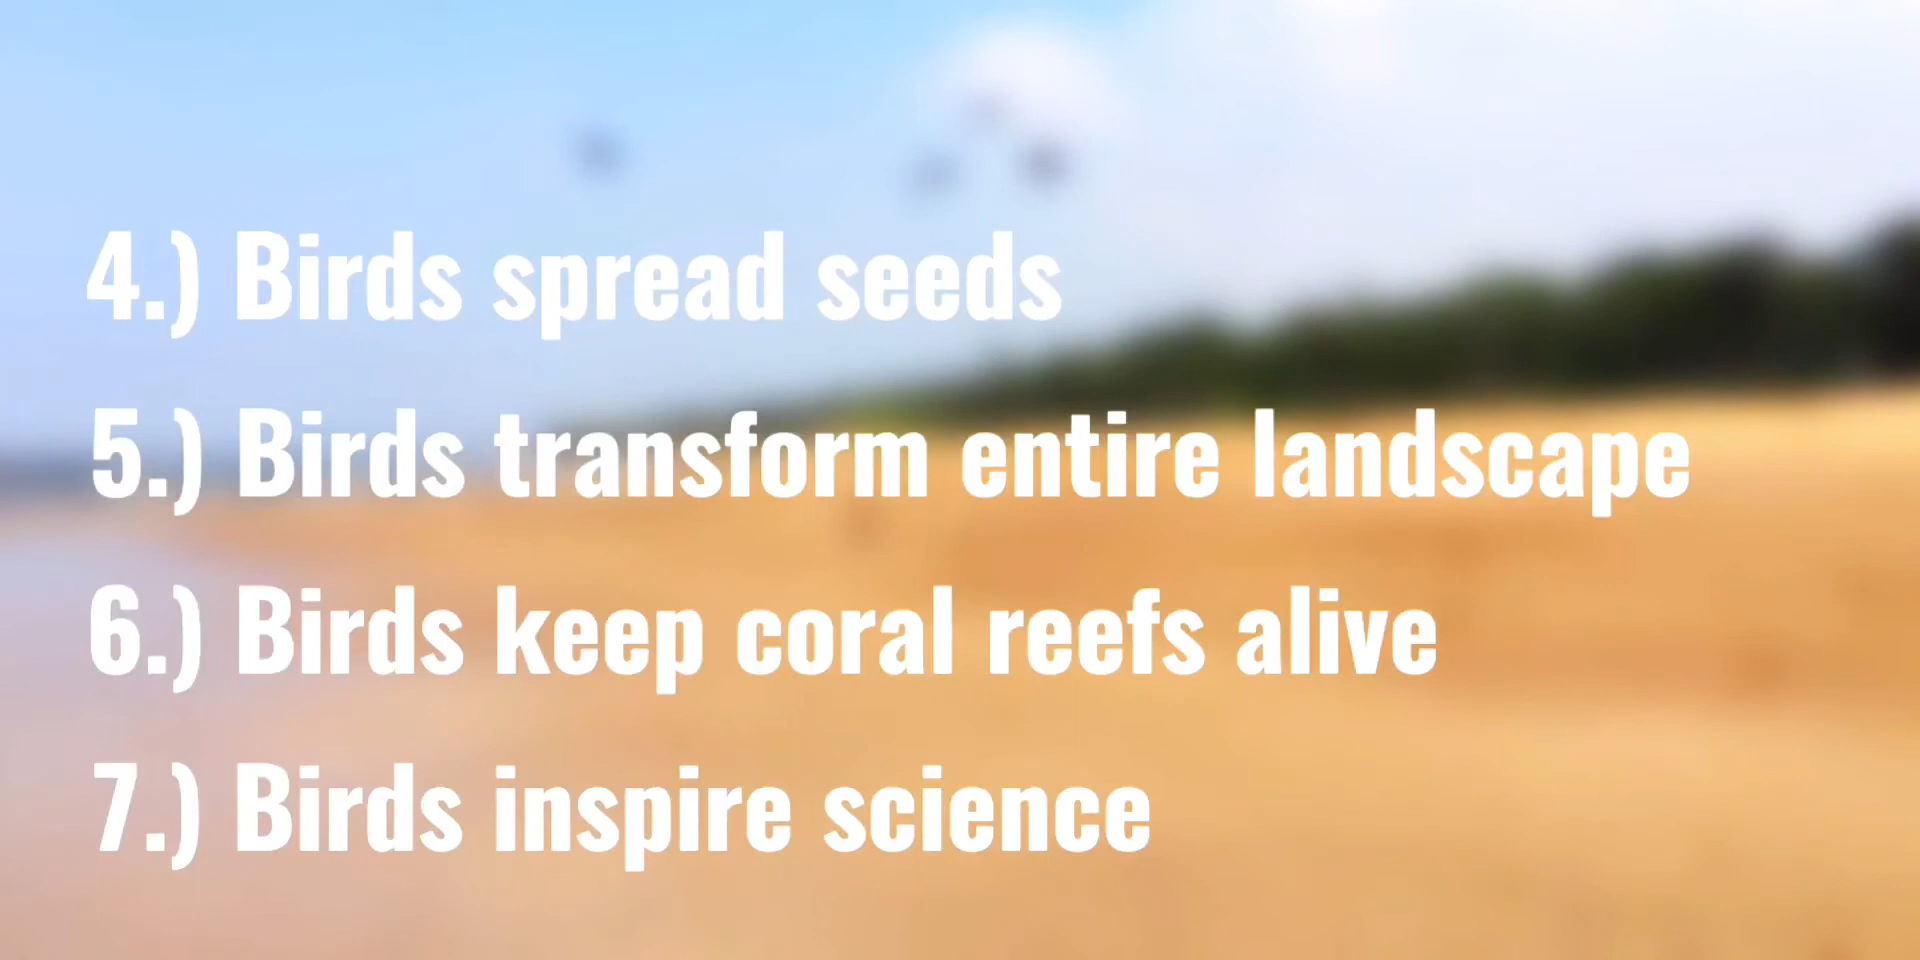 4.) Birds spread seeds
5.) Birds transform entire landscape
6.) Birds keep coral reefs alive
7.) Birds inspire science